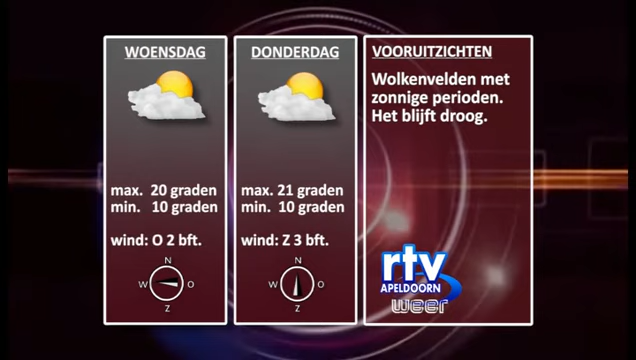 WOENSDAG
max. 20 graden
min. 10 graden
wind: O 2 bft.
N
W O
Z
DONDERDAG
max. 21 graden
min. 10 graden
wind: Z 3 bft.
N
W O
Z
VOORUITZICHTEN
Wolkenvelden met
zonnige perioden.
Het blijft droog.
rtv
APELDOORN
weer